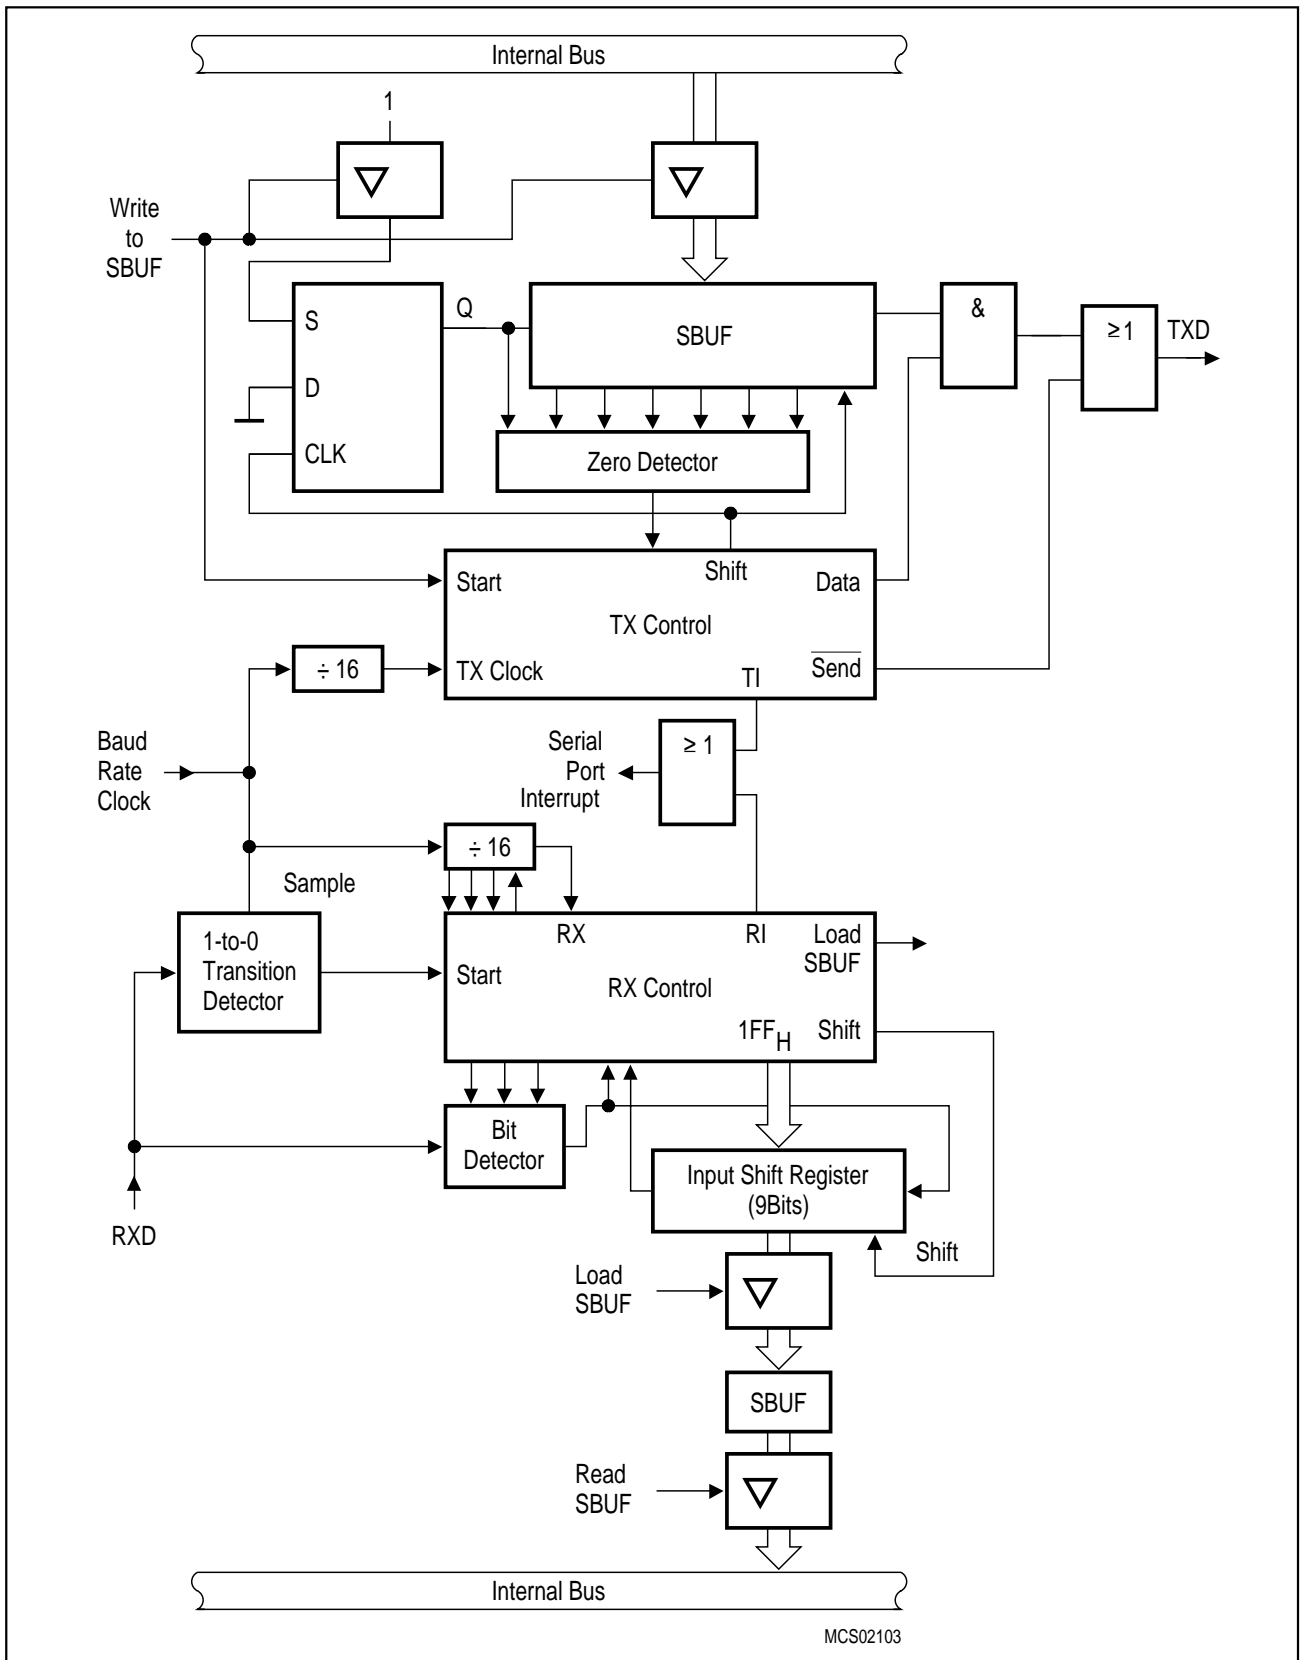 Internal Bus
1
Write
to
SBUF
S
D
CLK
Q
SBUF
&
≥1
TXD
Zero Detector
Start
Shift
Data
TX Control
TX Clock
TI
Send
÷ 16
Baud
Rate
Clock
Serial
Port
Interrupt
≥ 1
÷ 16
Sample
1-to-0
Transition
Detector
Start
RX
RI
Load
SBUF
RX Control
1FFH
Shift
Bit
Detector
Input Shift Register
(9Bits)
RXD
Shift
Load
SBUF
SBUF
Read
SBUF
Internal Bus
MCS02103